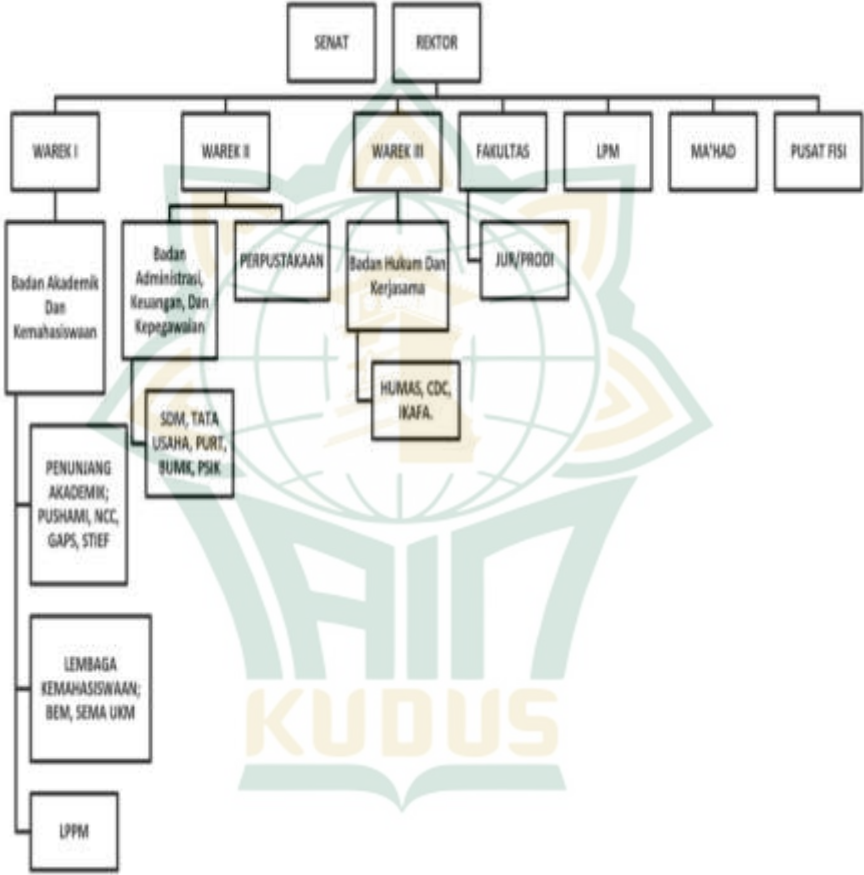 SENAT
REKTOR
WAREK I
WAREK II
WAREK III
FAKULTAS
LPM
MA'HAD
PUSAT FISI
Badan Akademik
Dan
Kemahasiswaan
Badan
Administrasi,
Keuangan, Dan
Kepegawaian
PERPUSTAKAAN
Badan Hukum Dan
Kerjasama
JUR/PRODI
SDM, TATA
USAHA, PURT,
BUMK, PSIK
HUMAS, CDC,
IKAFA.
PENUNJANG
AKADEMIK;
PUSHAMI, NCC,
GAPS, STIEF
LEMBAGA
KEMAHASISWAAN;
BEM, SEMA UKM
LPPM
IAIN
KUDUS